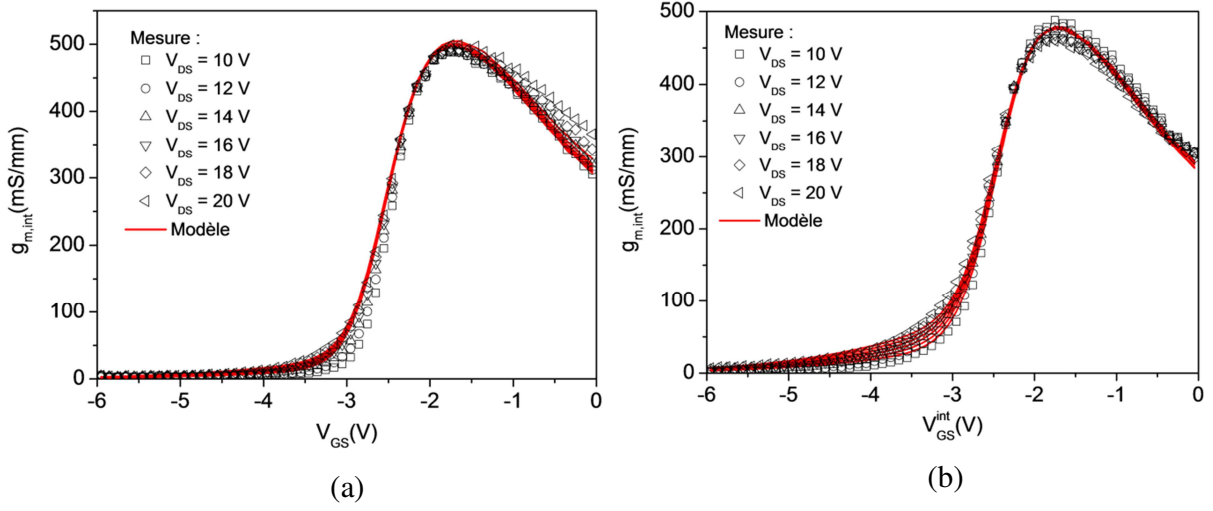 500
400
300
200
100
0
g_m,int(mS/mm)
Mesure :
V_DS = 10 V
V_DS = 12 V
V_DS = 14 V
V_DS = 16 V
V_DS = 18 V
V_DS = 20 V
Modèle
-6 -5 -4 -3 -2 -1 0
V_GS(V)
(a)
500
400
300
200
100
0
g_m,int(mS/mm)
Mesure :
V_DS = 10 V
V_DS = 12 V
V_DS = 14 V
V_DS = 16 V
V_DS = 18 V
V_DS = 20 V
Modèle
-6 -5 -4 -3 -2 -1 0
V_GS^int(V)
(b)